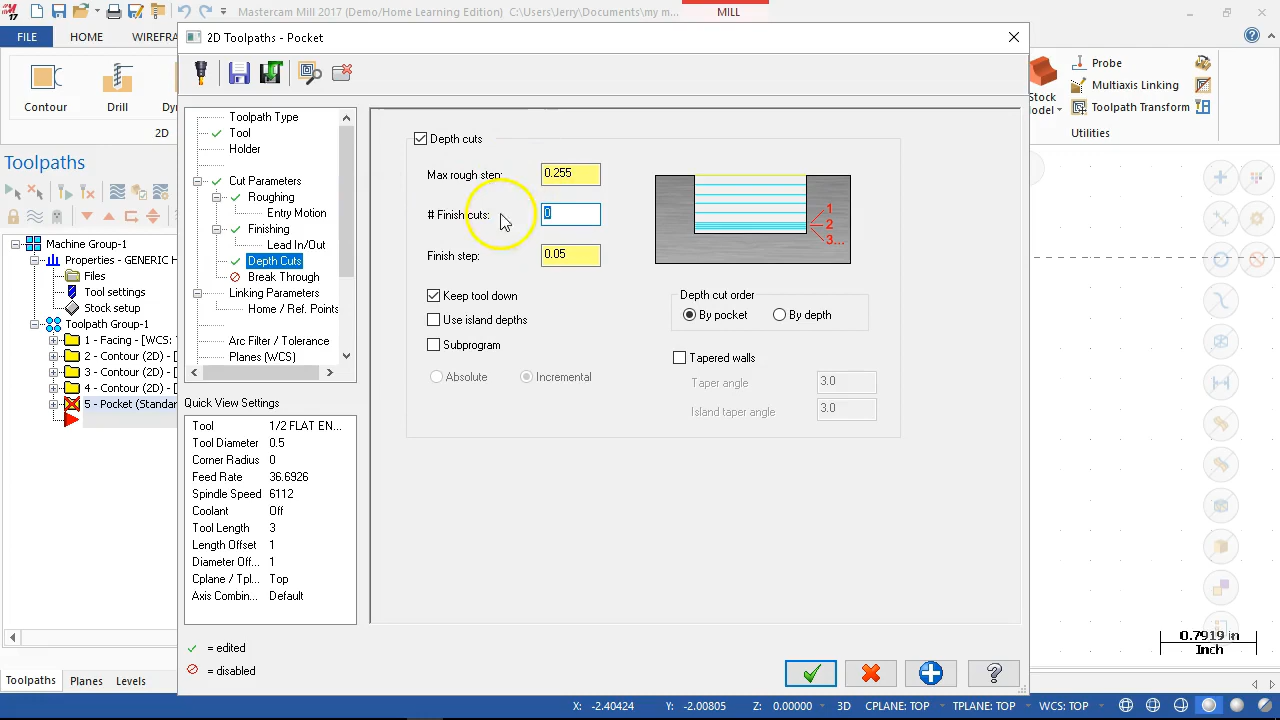 Mastercam Mill 2017 (Demo/Home Learning Edition) C:\Users\Jerry\Documents\my m...
MILL
FILE
HOME
WIREFRA
2D Toolpaths - Pocket
Contour
Drill
Dy
2D
Probe
Multiaxis Linking
Toolpath Transform
Stock
Model
Utilities
Toolpaths
Machine Group-1
Properties - GENERIC H
Files
Tool settings
Stock setup
Toolpath Group-1
1 - Facing - [WCS:
2 - Contour (2D) - [
3 - Contour (2D) - [
4 - Contour (2D) - [
5 - Pocket (Standar
Toolpath Type
Tool
Holder
Cut Parameters
Roughing
Entry Motion
Finishing
Lead In/Out
Depth Cuts
Break Through
Linking Parameters
Home / Ref. Points
Arc Filter / Tolerance
Planes (WCS)
Quick View Settings
Tool 1/2 FLAT EN...
Tool Diameter 0.5
Corner Radius 0
Feed Rate 36.6926
Spindle Speed 6112
Coolant Off
Tool Length 3
Length Offset 1
Diameter Off... 1
Cplane / Tpl... Top
Axis Combin... Default
= edited
= disabled
Depth cuts
Max rough step: 0.255
# Finish cuts: 0
Finish step: 0.05
Keep tool down
Use island depths
Subprogram
Absolute
Incremental
1
2
3...
Depth cut order
By pocket
By depth
Tapered walls
Taper angle 3.0
Island taper angle 3.0
0.7919 in
Inch
Toolpaths
Planes
Levels
X: -2.40424 Y: -2.00805 Z: 0.00000 3D CPLANE: TOP TPLANE: TOP WCS: TOP